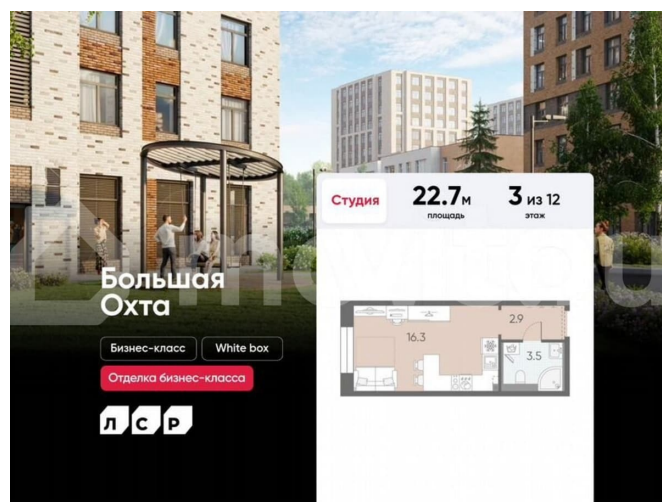 Студия
22.7м
площадь
3 из 12
этаж
Большая
Охта
Бизнес-класс
White box
Отделка бизнес-класса
ЛСР
16.3
2.9
3.5